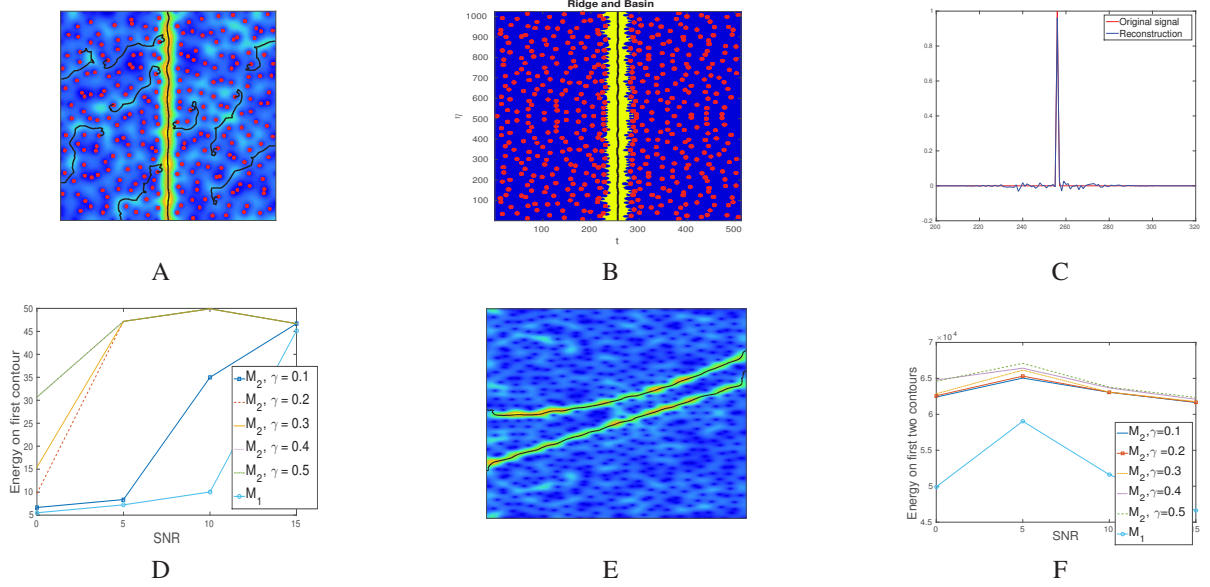 Ridge and Basin
1000
900
800
700
600
500
400
300
200
100
η
100 200 300 400 500
t
1
0.8
0.6
0.4
0.2
0
-0.2
200 220 240 260 280 300 320
Original signal
Reconstruction
A
B
C
50
45
40
35
30
25
20
15
10
5
Energy on first contour
0 5 10 15
SNR
M2, γ = 0.1
M2, γ = 0.2
M2, γ = 0.3
M2, γ = 0.4
M2, γ = 0.5
M1
×10^4
7
6.5
6
5.5
5
4.5
Energy on first two contours
0 5 10 15
SNR
M2,γ=0.1
M2,γ=0.2
M2,γ=0.3
M2,γ=0.4
M2,γ=0.5
M1
D
E
F